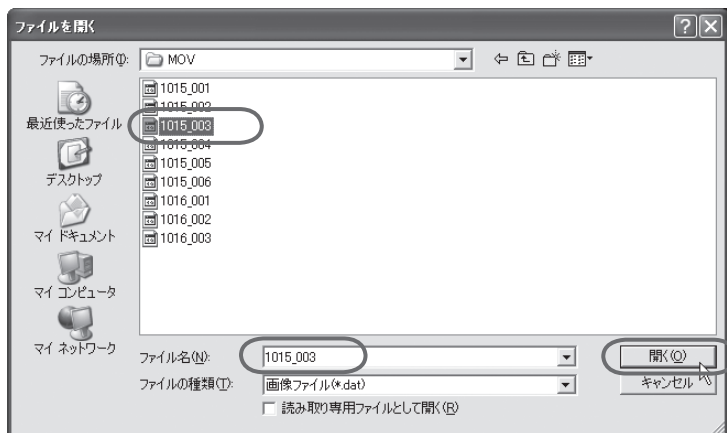 ファイルを開く
ファイルの場所(I):
MOV
最近使ったファイル
デスクトップ
マイ ドキュメント
マイ コンピュータ
マイ ネットワーク
1015_001
1015_002
1015_003
1015_004
1015_005
1015_006
1016_001
1016_002
1016_003
ファイル名(N):
1015_003
開く(O)
ファイルの種類(T):
画像ファイル(*.dat)
キャンセル
読み取り専用ファイルとして開く(R)